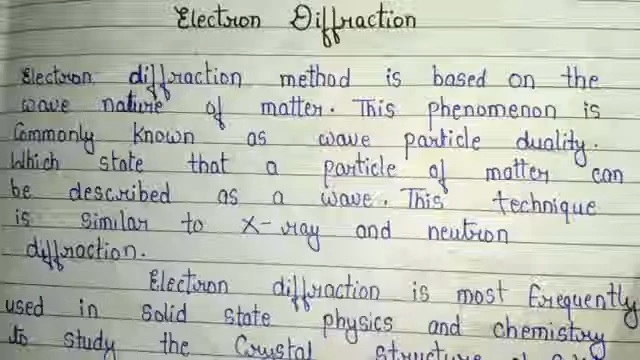 Electron Diffraction
Electron diffraction method is based on the
wave nature of matter. This phenomenon is
Commonly known as wave particle duality.
Which state that a particle of matter can
be described as a wave. This technique
is similar to X-ray and neutron
diffraction.
Electron diffraction is most frequently
used in solid state physics and chemistry
to study the Crystal structure of